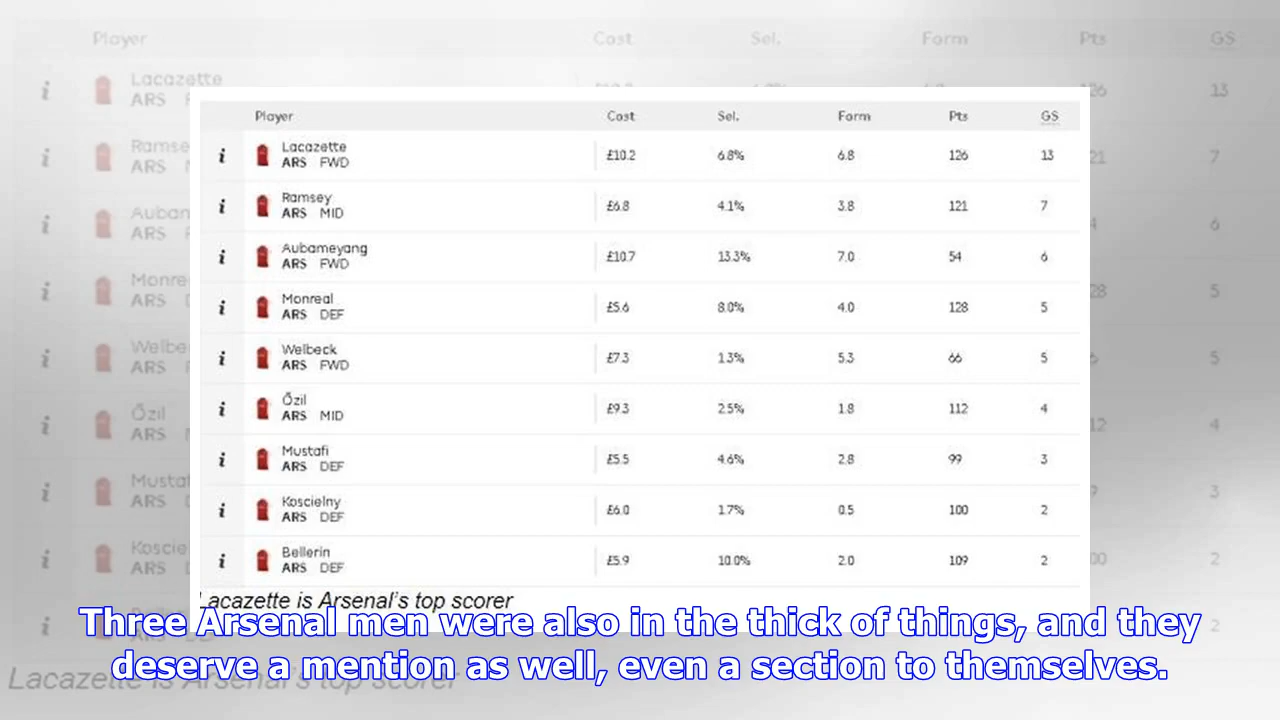 Player Cost Sel. Form Pts GS
i Lacazette £10.2 6.8% 6.8 126 13
ARS FWD
i Ramsey £6.8 4.1% 3.8 121 7
ARS MID
i Aubameyang £10.7 13.3% 7.0 54 6
ARS FWD
i Monreal £5.6 8.0% 4.0 128 5
ARS DEF
i Welbeck £7.3 1.3% 5.3 66 5
ARS FWD
i Őzil £9.3 2.5% 1.8 112 4
ARS MID
i Mustafi £5.5 4.6% 2.8 99 3
ARS DEF
i Koscielny £6.0 1.7% 0.5 100 2
ARS DEF
i Bellerin £5.9 10.0% 2.0 109 2
ARS DEF
Lacazette is Arsenal's top scorer
Three Arsenal men were also in the thick of things, and they
deserve a mention as well, even a section to themselves.